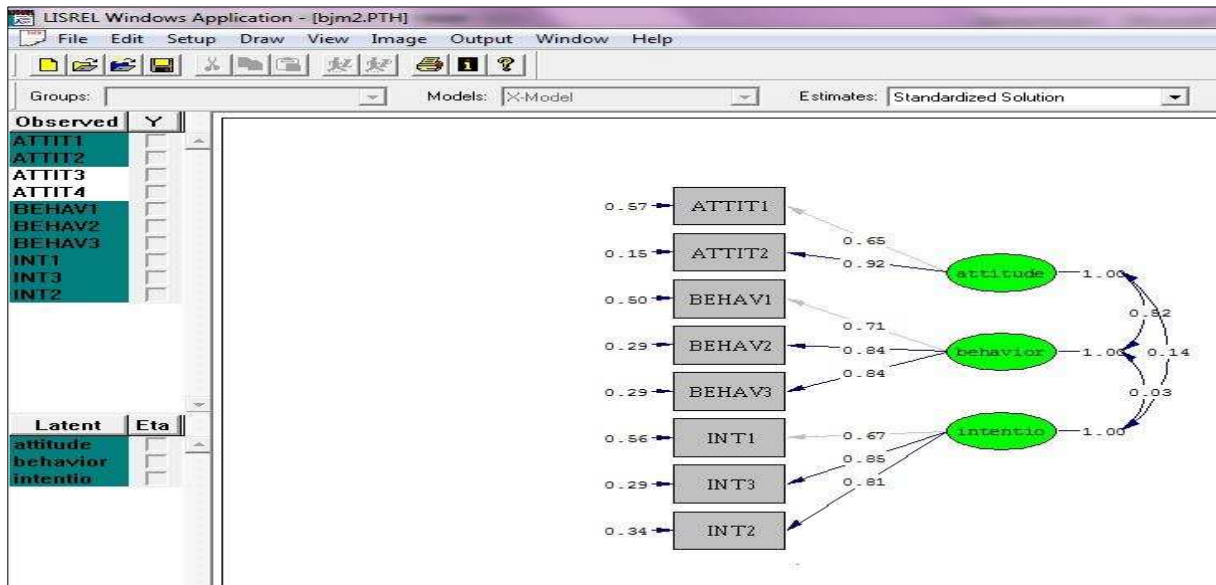 LISREL Windows Application - [bjm2.PTH]
File Edit Setup Draw View Image Output Window Help
Groups: Models: X-Model Estimates: Standardized Solution
Observed Y
ATTIT1
ATTIT2
ATTIT3
ATTIT4
BEHAV1
BEHAV2
BEHAV3
INT1
INT3
INT2
Latent Eta
attitude
behavior
intentio
0.57 ATTIT1
0.65
0.15 ATTIT2
0.92 attitude 1.00
0.50 BEHAV1
0.71
0.29 BEHAV2
0.84 behavior 1.00 0.14
0.29 BEHAV3
0.84
0.03
0.56 INT1
0.67 intentio 1.00
0.85
0.29 INT3
0.81
0.34 INT2